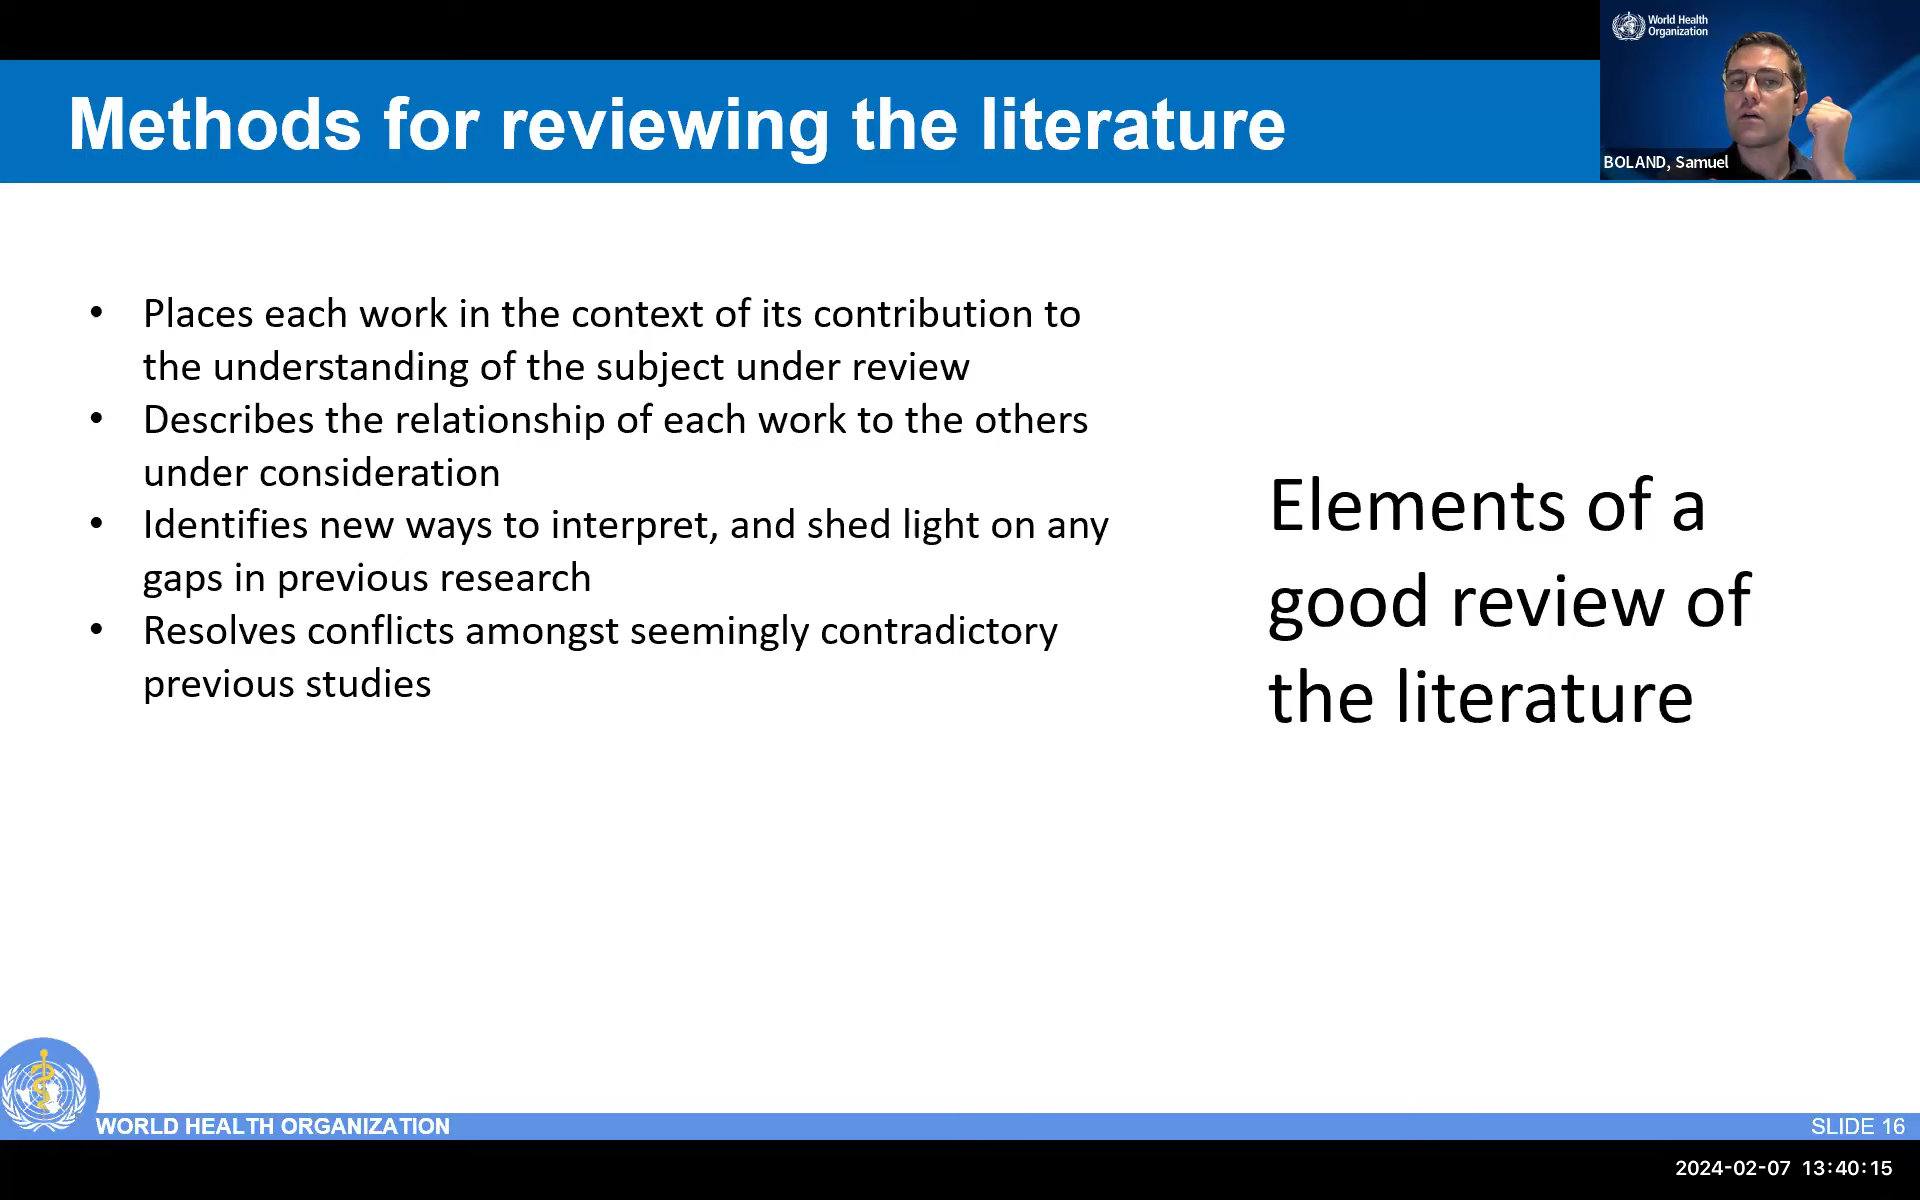 World Health
Organization
Methods for reviewing the literature
BOLAND, Samuel
• Places each work in the context of its contribution to
the understanding of the subject under review
• Describes the relationship of each work to the others
under consideration
• Identifies new ways to interpret, and shed light on any
gaps in previous research
• Resolves conflicts amongst seemingly contradictory
previous studies
Elements of a
good review of
the literature
WORLD HEALTH ORGANIZATION
SLIDE 16
2024-02-07 13:40:15